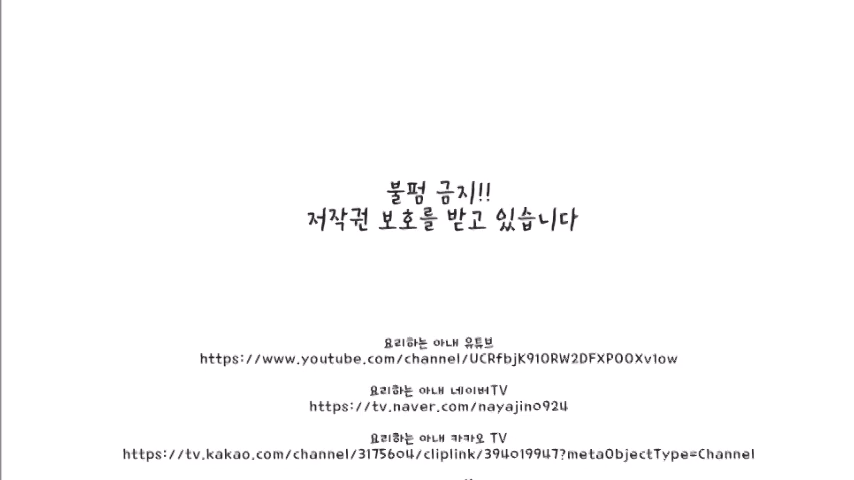 불펌 금지!!
저작권 보호를 받고 있습니다
요리하는 아내 유튜브
https://www.youtube.com/channel/UCRfbjK910RW2DFXPOOXv1ow
요리하는 아내 네이버TV
https://tv.naver.com/nayajino924
요리하는 아내 카카오 TV
https://tv.kakao.com/channel/3175604/cliplink/394019947?metaObjectType=Channel